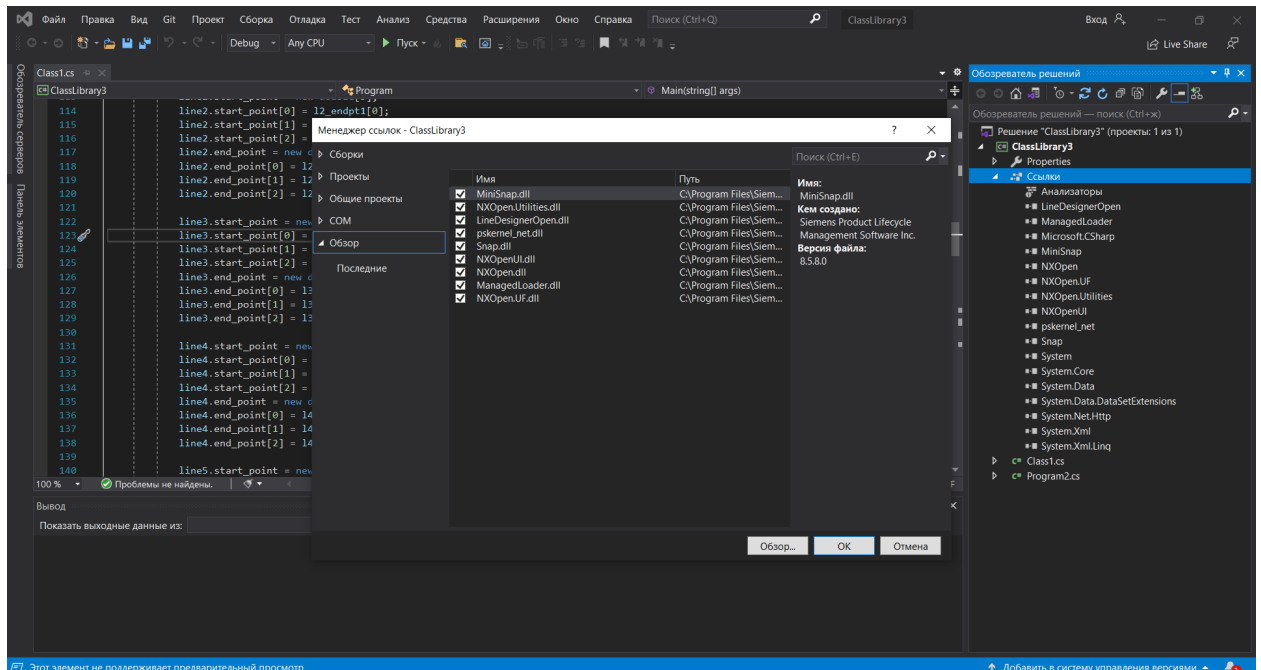 Файл Правка Вид Git Проект Сборка Отладка Тест Анализ Средства Расширения Окно Справка Поиск (Ctrl+Q) ClassLibrary3 Вход
Debug Any CPU Пуск Live Share
Обозреватель серверов
Панель элементов
Class1.cs
ClassLibrary3 Program Main(string[] args)
114 line2.start_point[0] = l2_endpt1[0];
115 line2.start_point[1] =
116 line2.start_point[2] =
117 line2.end_point = new
118 line2.end_point[0] = l2
119 line2.end_point[1] = l2
120 line2.end_point[2] = l2
121
122 line3.start_point = new
123 line3.start_point[0] =
124 line3.start_point[1] =
125 line3.start_point[2] =
126 line3.end_point = new
127 line3.end_point[0] = l3
128 line3.end_point[1] = l3
129 line3.end_point[2] = l3
130
131 line4.start_point = new
132 line4.start_point[0] =
133 line4.start_point[1] =
134 line4.start_point[2] =
135 line4.end_point = new
136 line4.end_point[0] = l4
137 line4.end_point[1] = l4
138 line4.end_point[2] = l4
139
140 line5.start_point = new
100 % Проблемы не найдены.
Вывод
Показать выходные данные из:
Менеджер ссылок - ClassLibrary3 ?
Сборки
Проекты
Общие проекты
COM
Обзор
Последние
Поиск (Ctrl+E)
Имя Путь
MiniSnap.dll C:\Program Files\Siem...
NXOpen.Utilities.dll C:\Program Files\Siem...
LineDesignerOpen.dll C:\Program Files\Siem...
pskernel_net.dll C:\Program Files\Siem...
Snap.dll C:\Program Files\Siem...
NXOpenUI.dll C:\Program Files\Siem...
NXOpen.dll C:\Program Files\Siem...
ManagedLoader.dll C:\Program Files\Siem...
NXOpen.UF.dll C:\Program Files\Siem...
Имя:
MiniSnap.dll
Кем создано:
Siemens Product Lifecycle
Management Software Inc.
Версия файла:
8.5.8.0
Обзор... ОК Отмена
Обозреватель решений
Обозреватель решений — поиск (Ctrl+ж)
Решение "ClassLibrary3" (проекты: 1 из 1)
ClassLibrary3
Properties
Ссылки
Анализаторы
LineDesignerOpen
ManagedLoader
Microsoft.CSharp
MiniSnap
NXOpen
NXOpen.UF
NXOpen.Utilities
NXOpenUI
pskernel_net
Snap
System
System.Core
System.Data
System.Data.DataSetExtensions
System.Net.Http
System.Xml
System.Xml.Linq
Class1.cs
Program2.cs
Этот элемент не поддерживает предварительный просмотр
Добавить в систему управления версиями